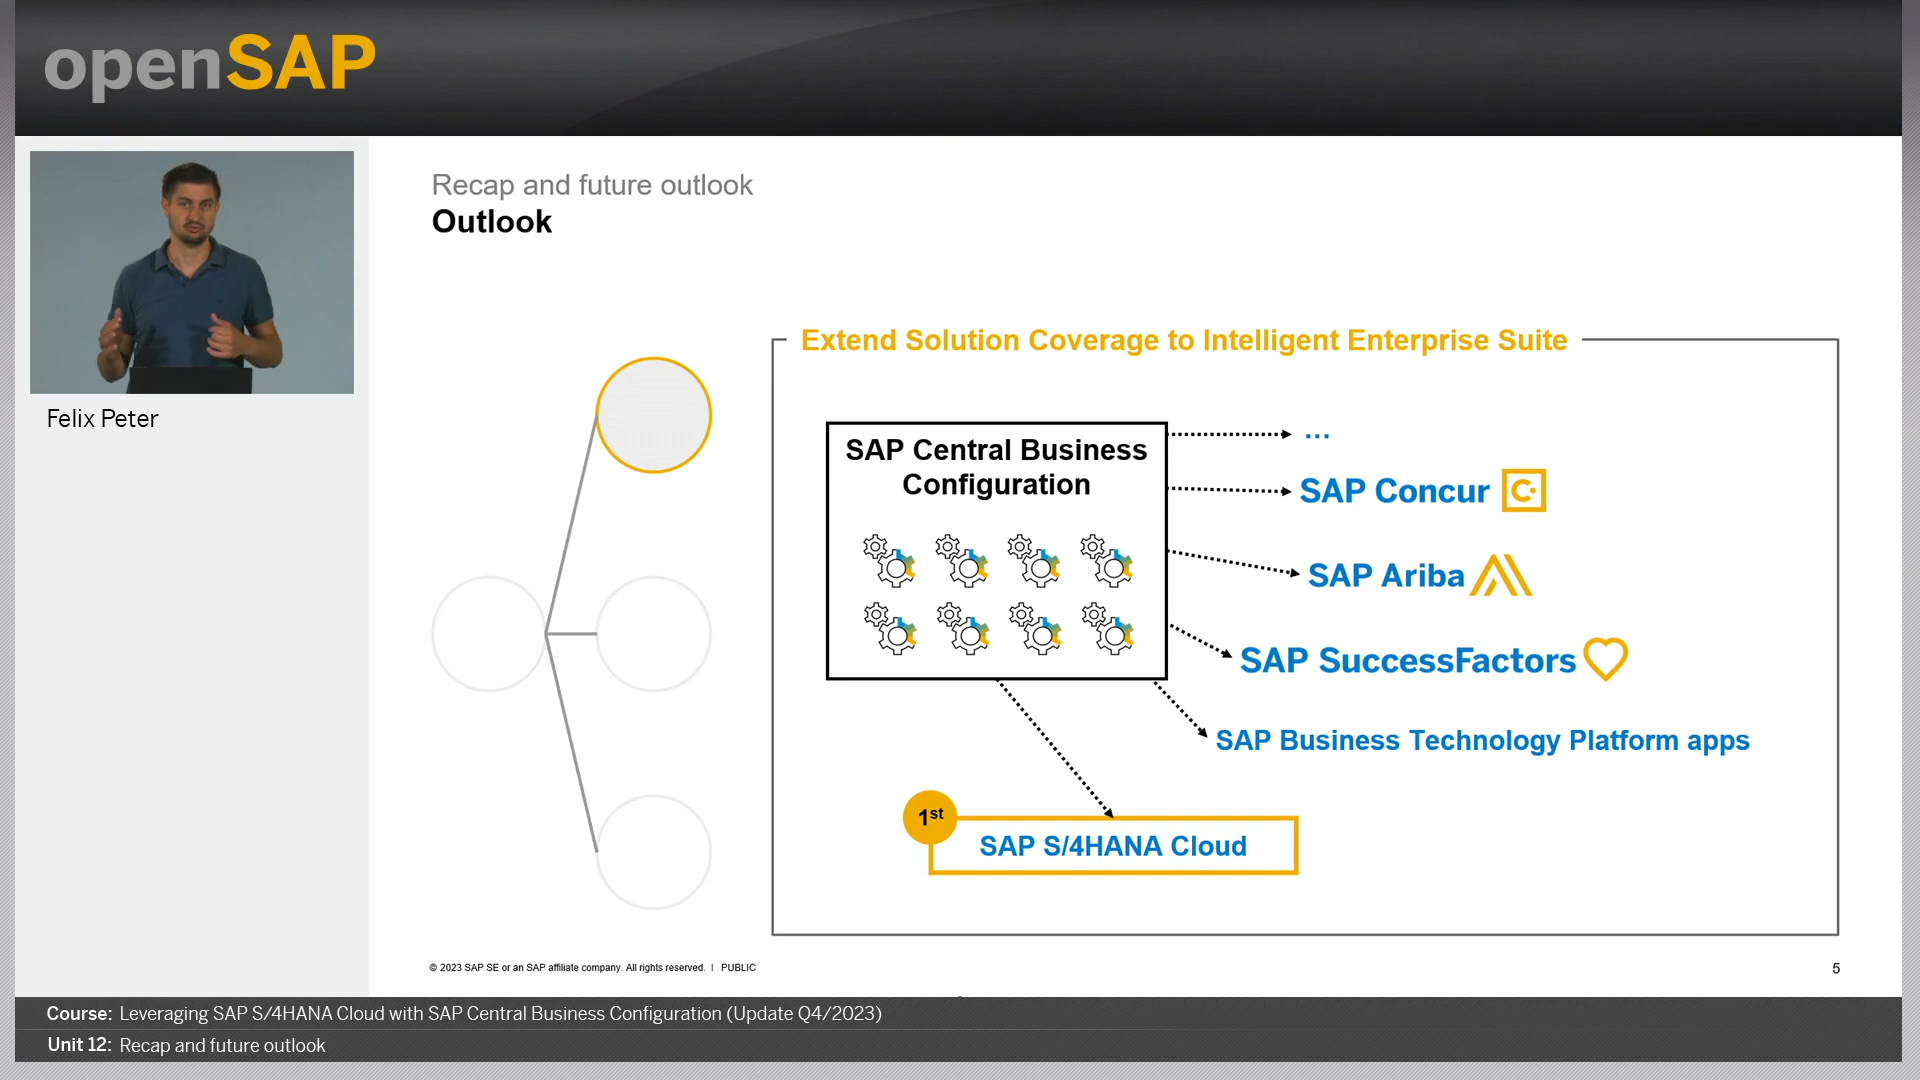 openSAP
Felix Peter
Recap and future outlook
Outlook
Extend Solution Coverage to Intelligent Enterprise Suite
SAP Central Business
Configuration
...
SAP Concur
SAP Ariba
SAP SuccessFactors
SAP Business Technology Platform apps
1st
SAP S/4HANA Cloud
© 2023 SAP SE or an SAP affiliate company. All rights reserved. | PUBLIC
5
Course: Leveraging SAP S/4HANA Cloud with SAP Central Business Configuration (Update Q4/2023)
Unit 12: Recap and future outlook